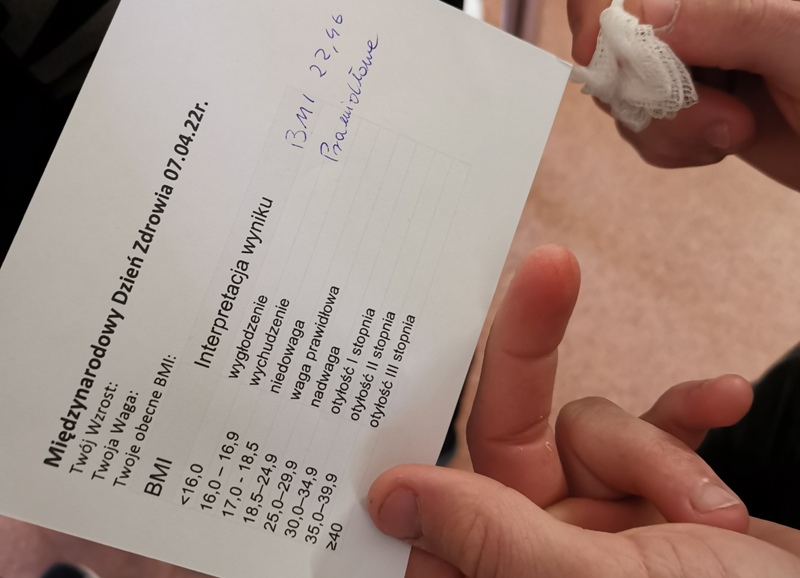 Międzynarodowy Dzień Zdrowia 07.04.22r.
Twój Wzrost:
Twoja Waga:
Twoje obecne BMI:
BMI Interpretacja wyniku
<16,0 wygłodzenie
16,0 – 16,9 wychudzenie
17,0 - 18,5 niedowaga
18,5–24,9 waga prawidłowa
25,0–29,9 nadwaga
30,0–34,9 otyłość I stopnia
35,0–39,9 otyłość II stopnia
≥40 otyłość III stopnia
BMI 22,46
Prawidłowe